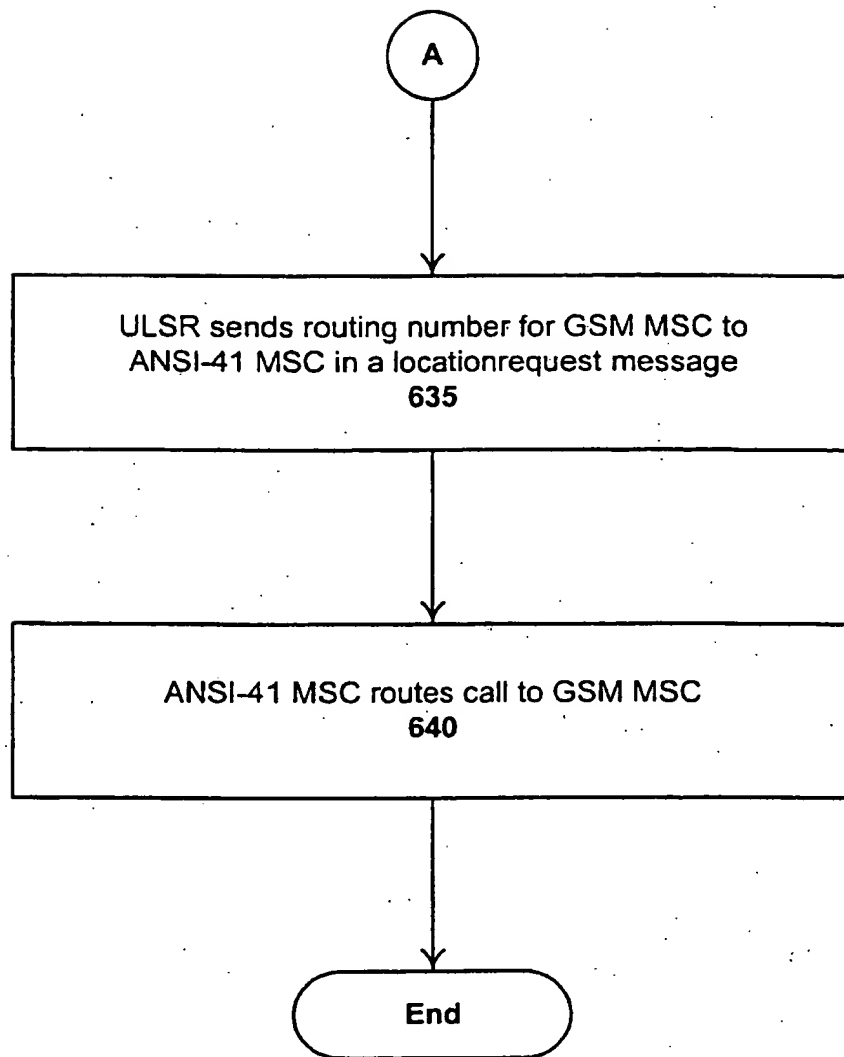 A
ULSR sends routing number for GSM MSC to
ANSI-41 MSC in a locationrequest message
635
ANSI-41 MSC routes call to GSM MSC
640
End